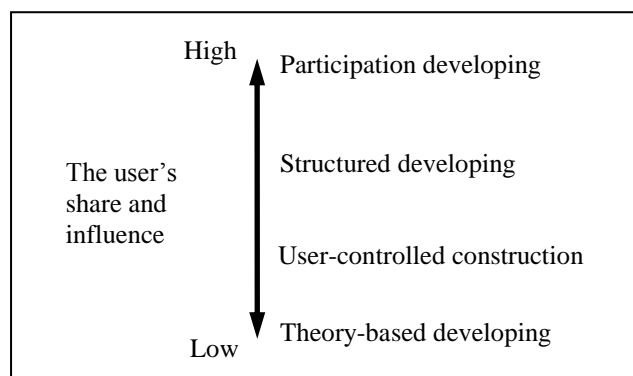 High
Participation developing
The user's
share and
influence
Structured developing
User-controlled construction
Theory-based developing
Low